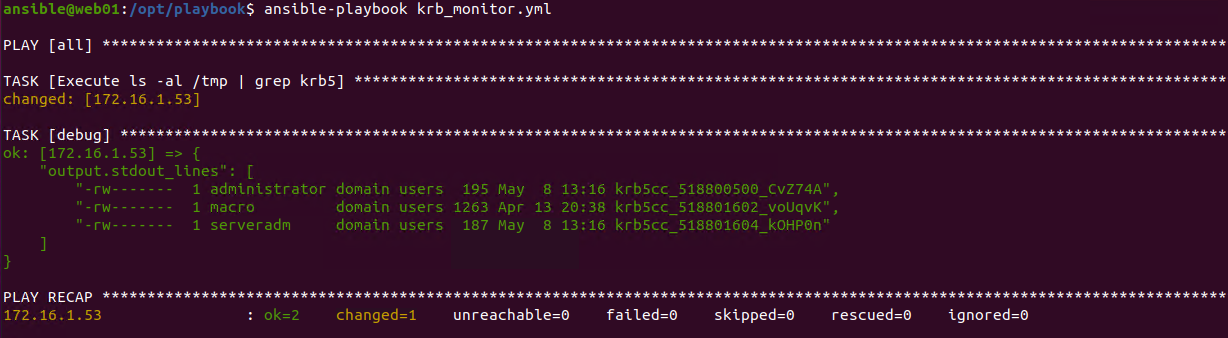 ansible@web01:/opt/playbook$ ansible-playbook krb_monitor.yml
PLAY [all] *****************************************************************************************************************************
TASK [Execute ls -al /tmp | grep krb5] *************************************************************************************************
changed: [172.16.1.53]
TASK [debug] ***************************************************************************************************************************
ok: [172.16.1.53] => {
    "output.stdout_lines": [
        "-rw-------  1 administrator domain users  195 May  8 13:16 krb5cc_518800500_CvZ74A",
        "-rw-------  1 macro         domain users 1263 Apr 13 20:38 krb5cc_518801602_voUqvK",
        "-rw-------  1 serveradm     domain users  187 May  8 13:16 krb5cc_518801604_kOHP0n"
    ]
}
PLAY RECAP *****************************************************************************************************************************
172.16.1.53                : ok=2    changed=1    unreachable=0    failed=0    skipped=0    rescued=0    ignored=0